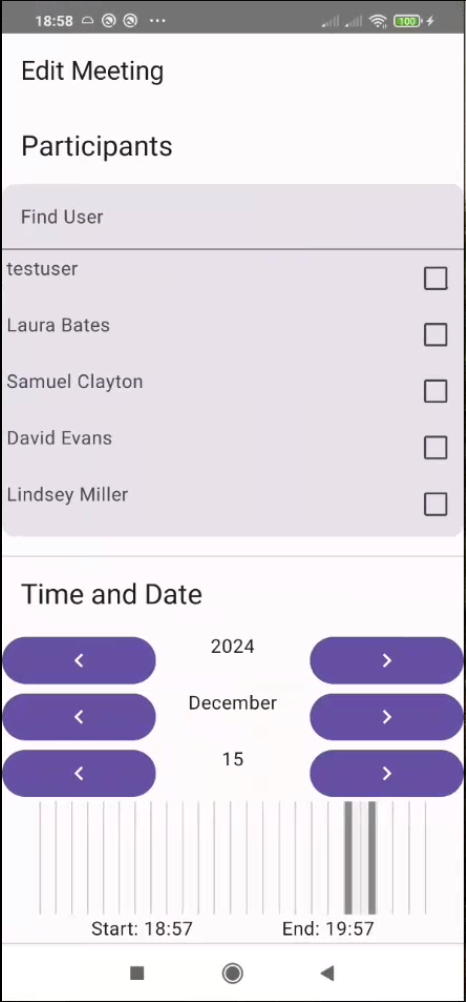 18:58 100
Edit Meeting
Participants
Find User
testuser
Laura Bates
Samuel Clayton
David Evans
Lindsey Miller
Time and Date
2024
December
15
Start: 18:57 End: 19:57